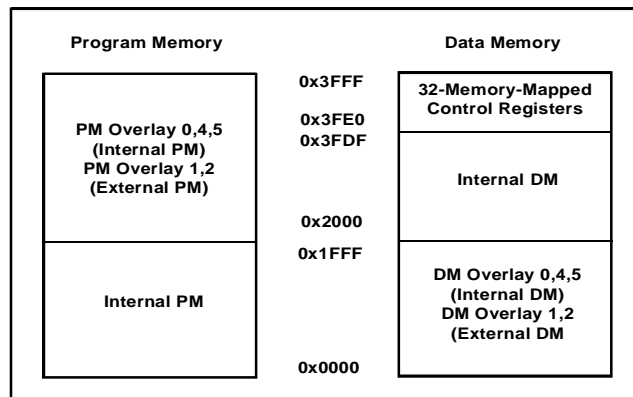 Program Memory
Data Memory
PM Overlay 0,4,5
(Internal PM)
PM Overlay 1,2
(External PM)
Internal PM
0x3FFF
0x3FE0
0x3FDF
0x2000
0x1FFF
0x0000
32-Memory-Mapped
Control Registers
Internal DM
DM Overlay 0,4,5
(Internal DM)
DM Overlay 1,2
(External DM